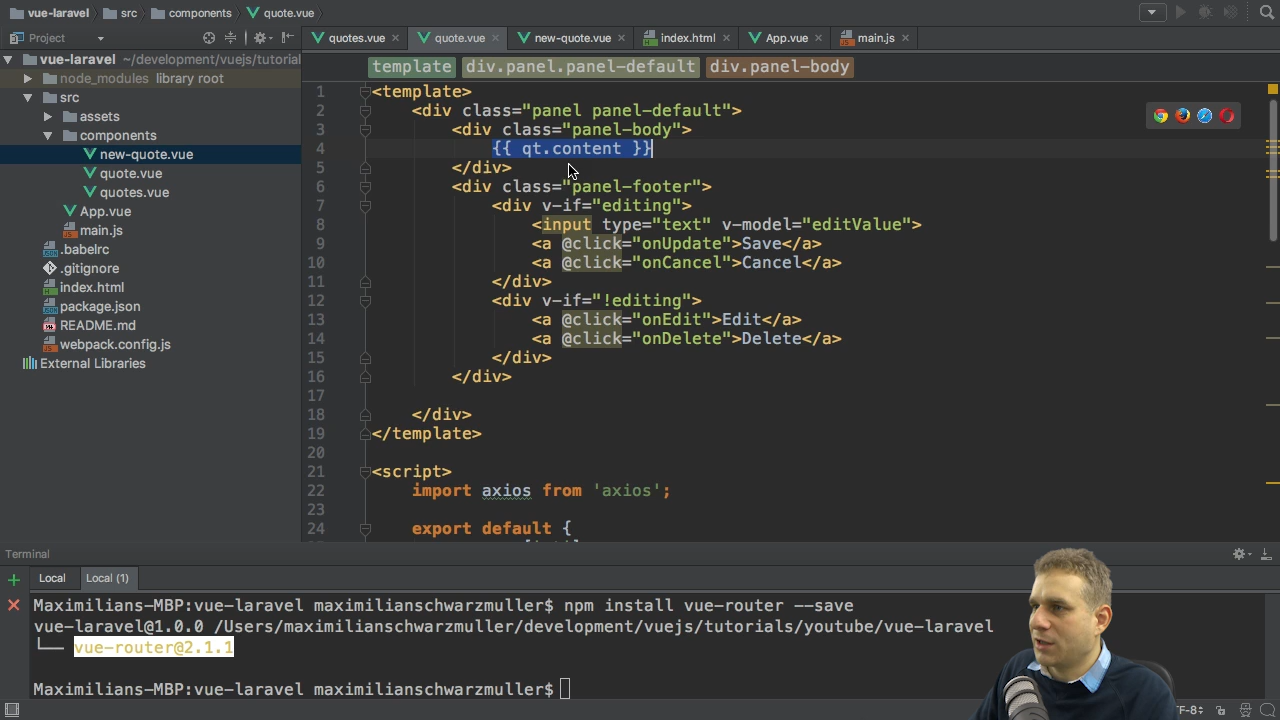 vue-laravel src components quote.vue
Project
quotes.vue quote.vue new-quote.vue index.html App.vue main.js
vue-laravel ~/development/vuejs/tutorial
node_modules library root
src
assets
components
new-quote.vue
quote.vue
quotes.vue
App.vue
main.js
.babelrc
.gitignore
index.html
package.json
README.md
webpack.config.js
External Libraries
template div.panel.panel-default div.panel-body
1 <template>
2 <div class="panel panel-default">
3 <div class="panel-body">
4 {{ qt.content }}
5 </div>
6 <div class="panel-footer">
7 <div v-if="editing">
8 <input type="text" v-model="editValue">
9 <a @click="onUpdate">Save</a>
10 <a @click="onCancel">Cancel</a>
11 </div>
12 <div v-if="!editing">
13 <a @click="onEdit">Edit</a>
14 <a @click="onDelete">Delete</a>
15 </div>
16 </div>
17
18 </div>
19 </template>
20
21 <script>
22 import axios from 'axios';
23
24 export default {
Terminal
Local Local (1)
Maximilians-MBP:vue-laravel maximilianschwarzmuller$ npm install vue-router --save
vue-laravel@1.0.0 /Users/maximilianschwarzmuller/development/vuejs/tutorials/youtube/vue-laravel
└── vue-router@2.1.1
Maximilians-MBP:vue-laravel maximilianschwarzmuller$